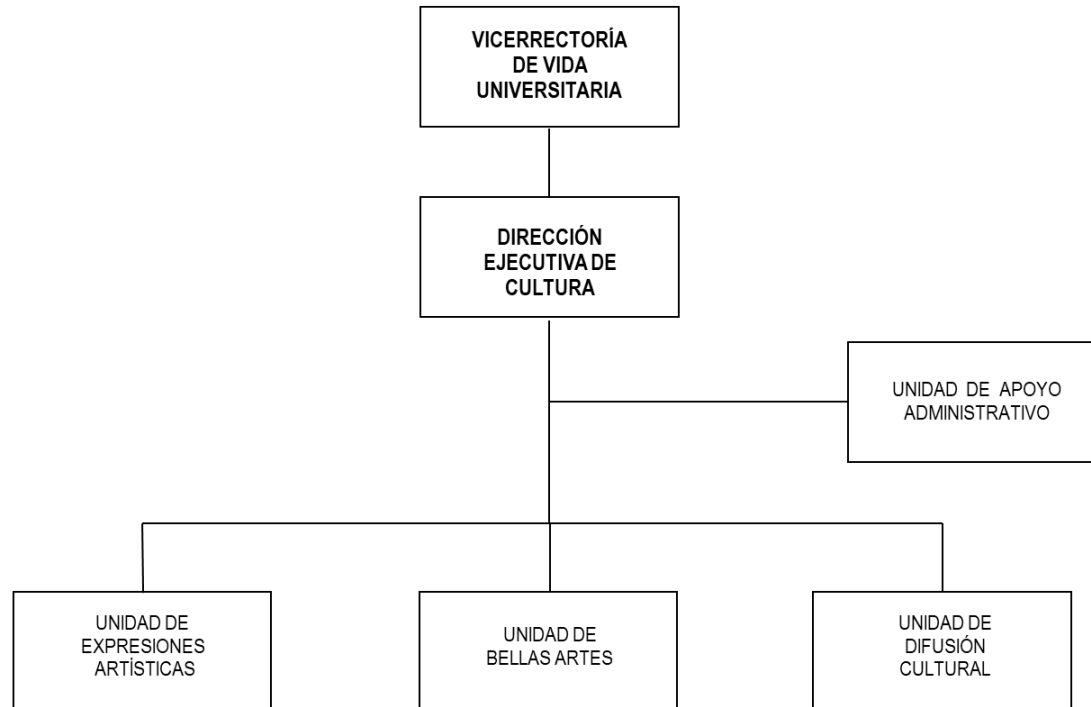 VICERRECTORÍA
DE VIDA
UNIVERSITARIA
DIRECCIÓN
EJECUTIVA DE
CULTURA
UNIDAD DE APOYO
ADMINISTRATIVO
UNIDAD DE
EXPRESIONES
ARTÍSTICAS
UNIDAD DE
BELLAS ARTES
UNIDAD DE
DIFUSIÓN
CULTURAL